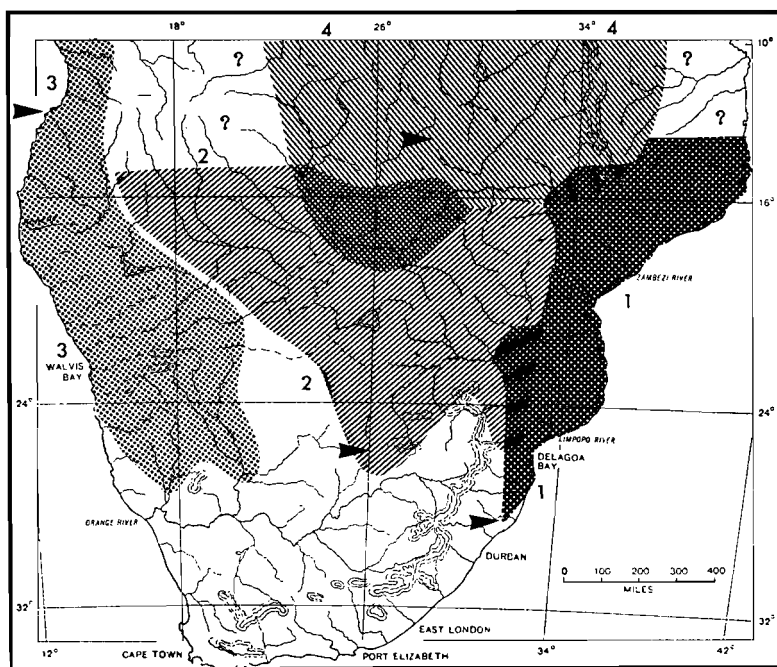 4 4
18° 26° 34° 10°
3 ? ?
? ?
2
16°
ZAMBEZI RIVER
1
3
WALVIS
BAY
2
24° 24°
LIMPOPO RIVER
DELAGOA
BAY
1
ORANGE RIVER
DURBAN
0 100 200 300 400
MILES
32° 32°
EAST LONDON
12° CAPE TOWN PORT ELIZABETH 34° 42°